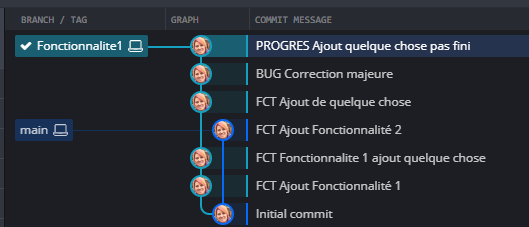 BRANCH / TAG GRAPH COMMIT MESSAGE
Fonctionnalite1 PROGRES Ajout quelque chose pas fini
BUG Correction majeure
FCT Ajout de quelque chose
main FCT Ajout Fonctionnalité 2
FCT Fonctionnalite 1 ajout quelque chose
FCT Ajout Fonctionnalité 1
Initial commit